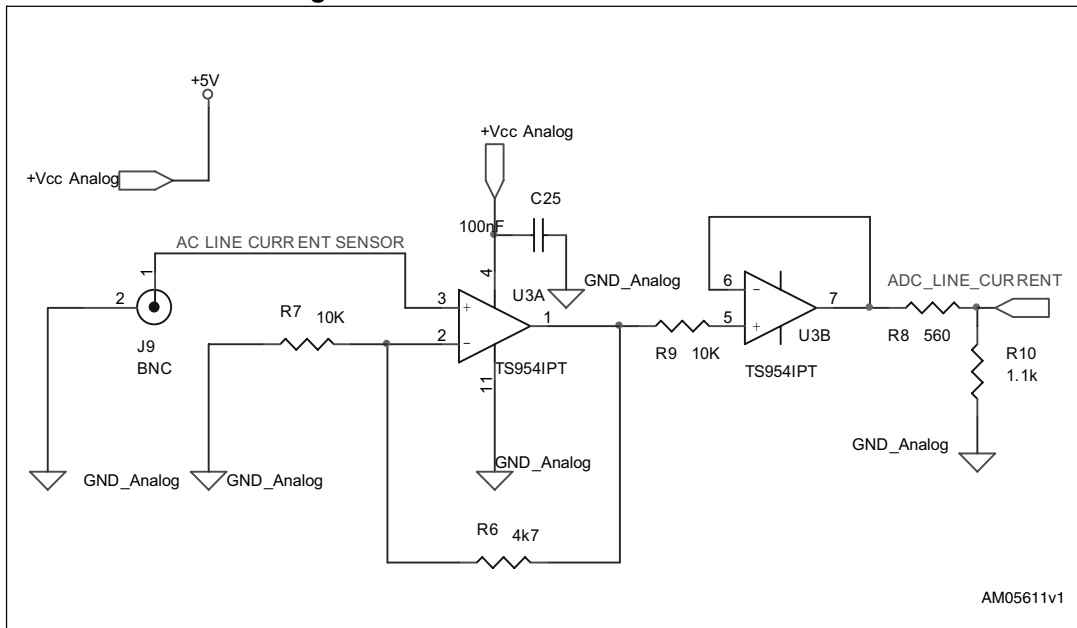 +5V
+Vcc Analog
+Vcc Analog
C25
100nF
AC LINE CURRENT SENSOR
GND_Analog
ADC_LINE_CURRENT
1
2
J9
BNC
R7 10K
3
2
4
+
-
U3A
1
TS954IPT
11
R9 10K
6
5
-
+
7
U3B
TS954IPT
R8 560
R10
1.1k
GND_Analog
GND_Analog
GND_Analog
GND_Analog
R6 4k7
AM05611v1